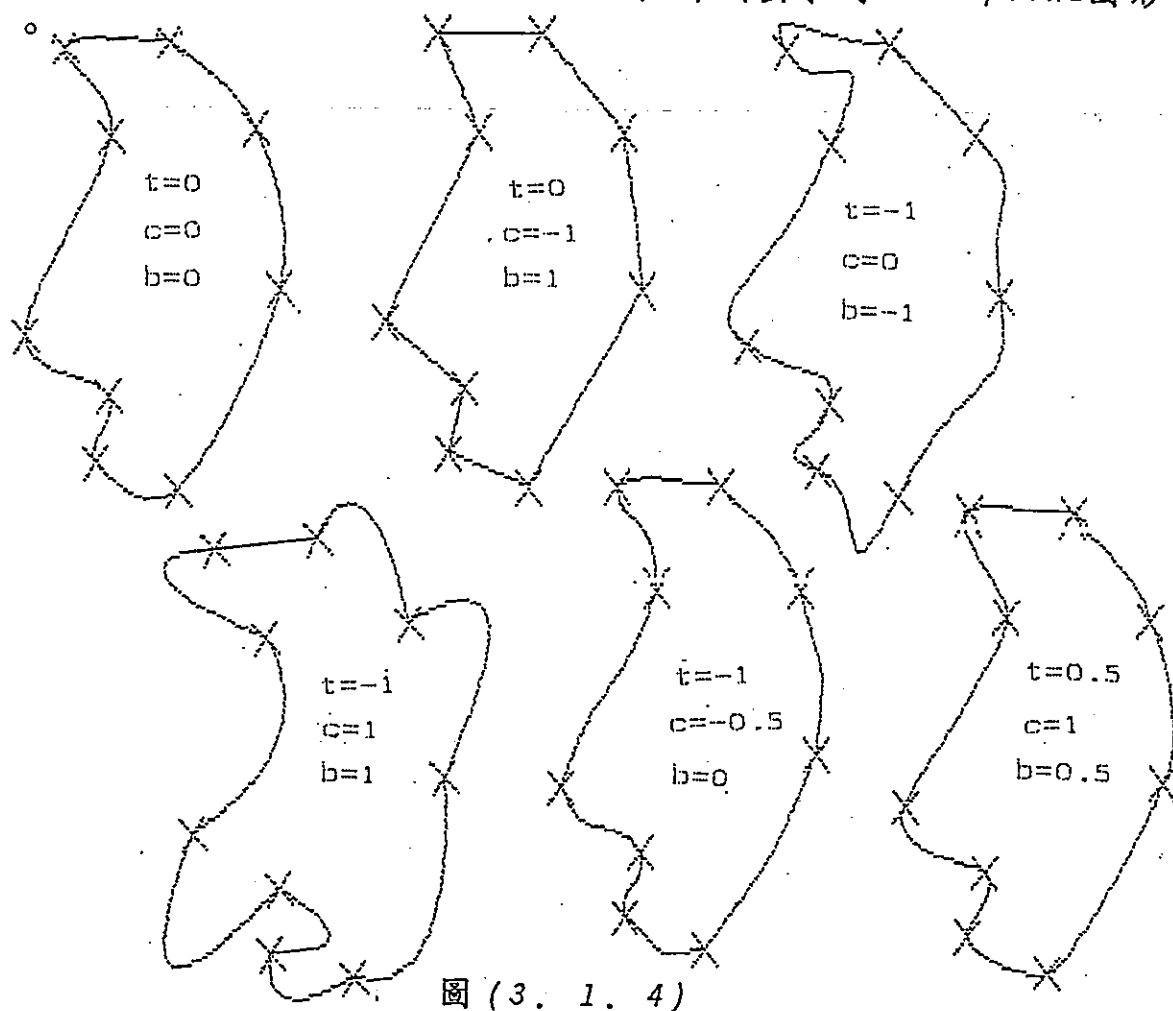 t=0
c=0
b=0
t=0
c=-1
b=1
t=-1
c=0
b=-1
t=-i
c=1
b=1
t=-1
c=-0.5
b=0
t=0.5
c=1
b=0.5
圖(3. 1. 4)